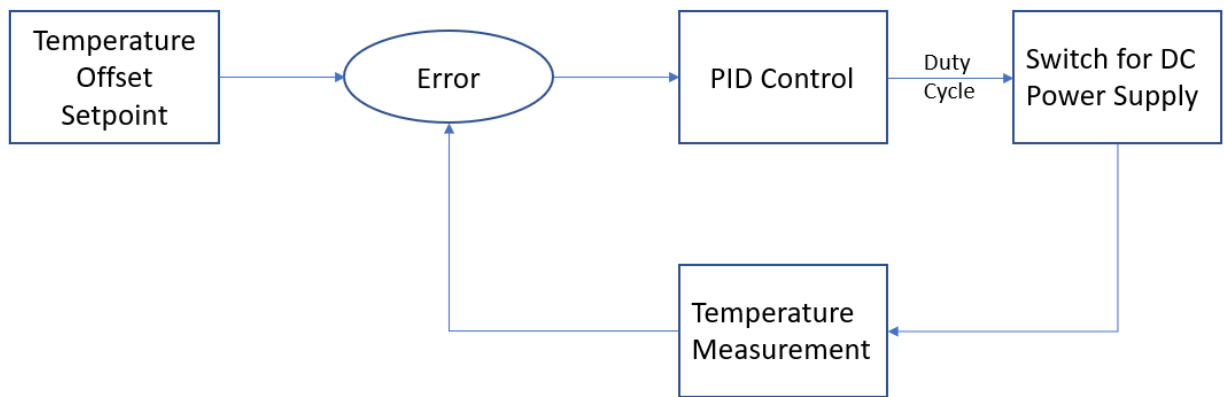 Temperature
Offset
Setpoint
Error
PID Control
Duty
Cycle
Switch for DC
Power Supply
Temperature
Measurement